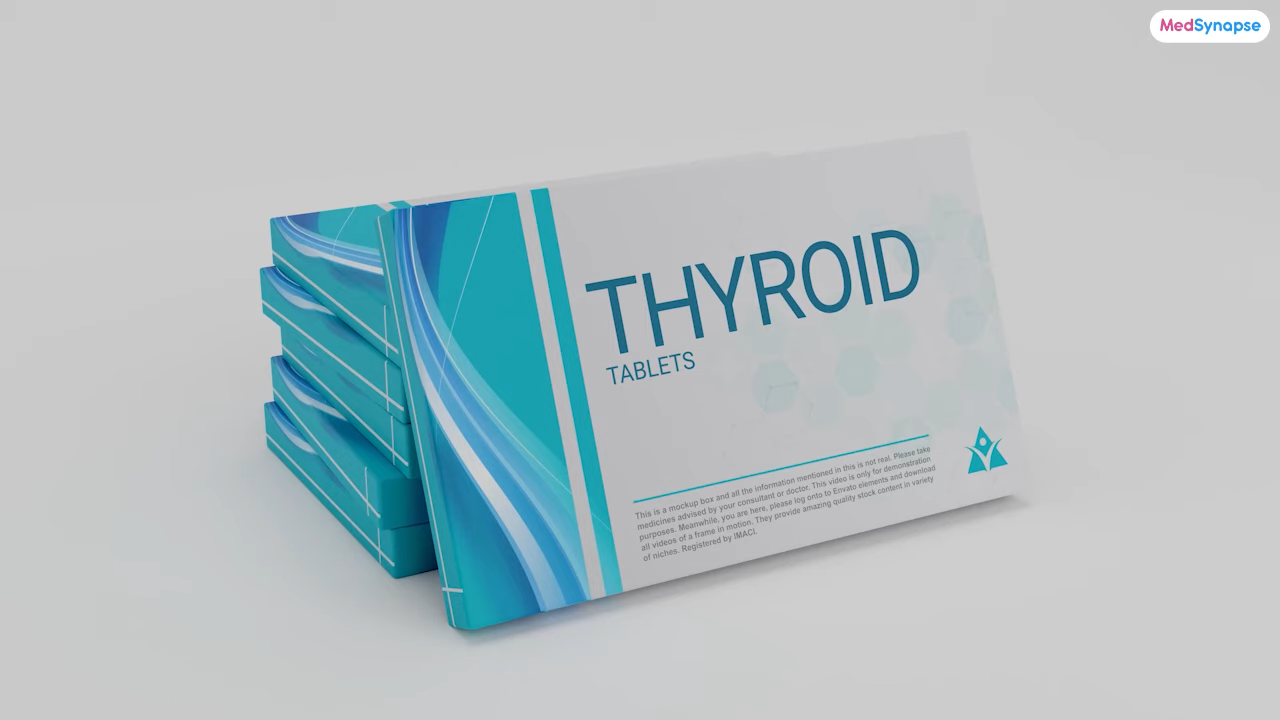 MedSynapse
THYROID
TABLETS
This is a mockup box and all the information mentioned in this is not real. Please take
medicines advised by your consultant or doctor. This video is only for demonstration
purposes. Meanwhile, you are here, please log onto to Envato elements and download
all videos of a frame in motion. They provide amazing quality stock content in variety
of niches. Registered by IMACI.